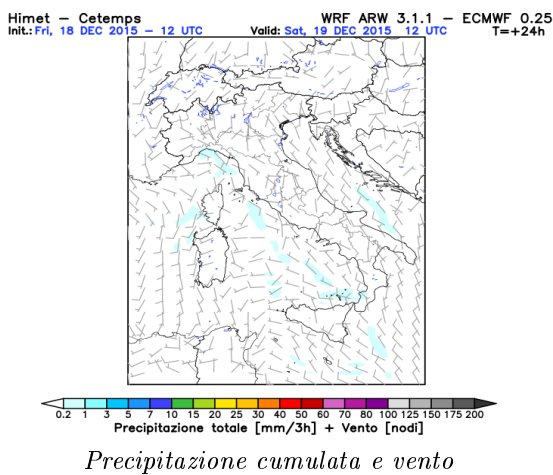 Himet – Cetemps WRF ARW 3.1.1 – ECMWF 0.25
Init.: Fri, 18 DEC 2015 – 12 UTC Valid: Sat, 19 DEC 2015 12 UTC T=+24h
0.2 1 3 5 7 10 15 20 25 30 40 50 60 70 80 100 125 150 175 200
Precipitazione totale [mm/3h] + Vento [nodi]
Precipitazione cumulata e vento